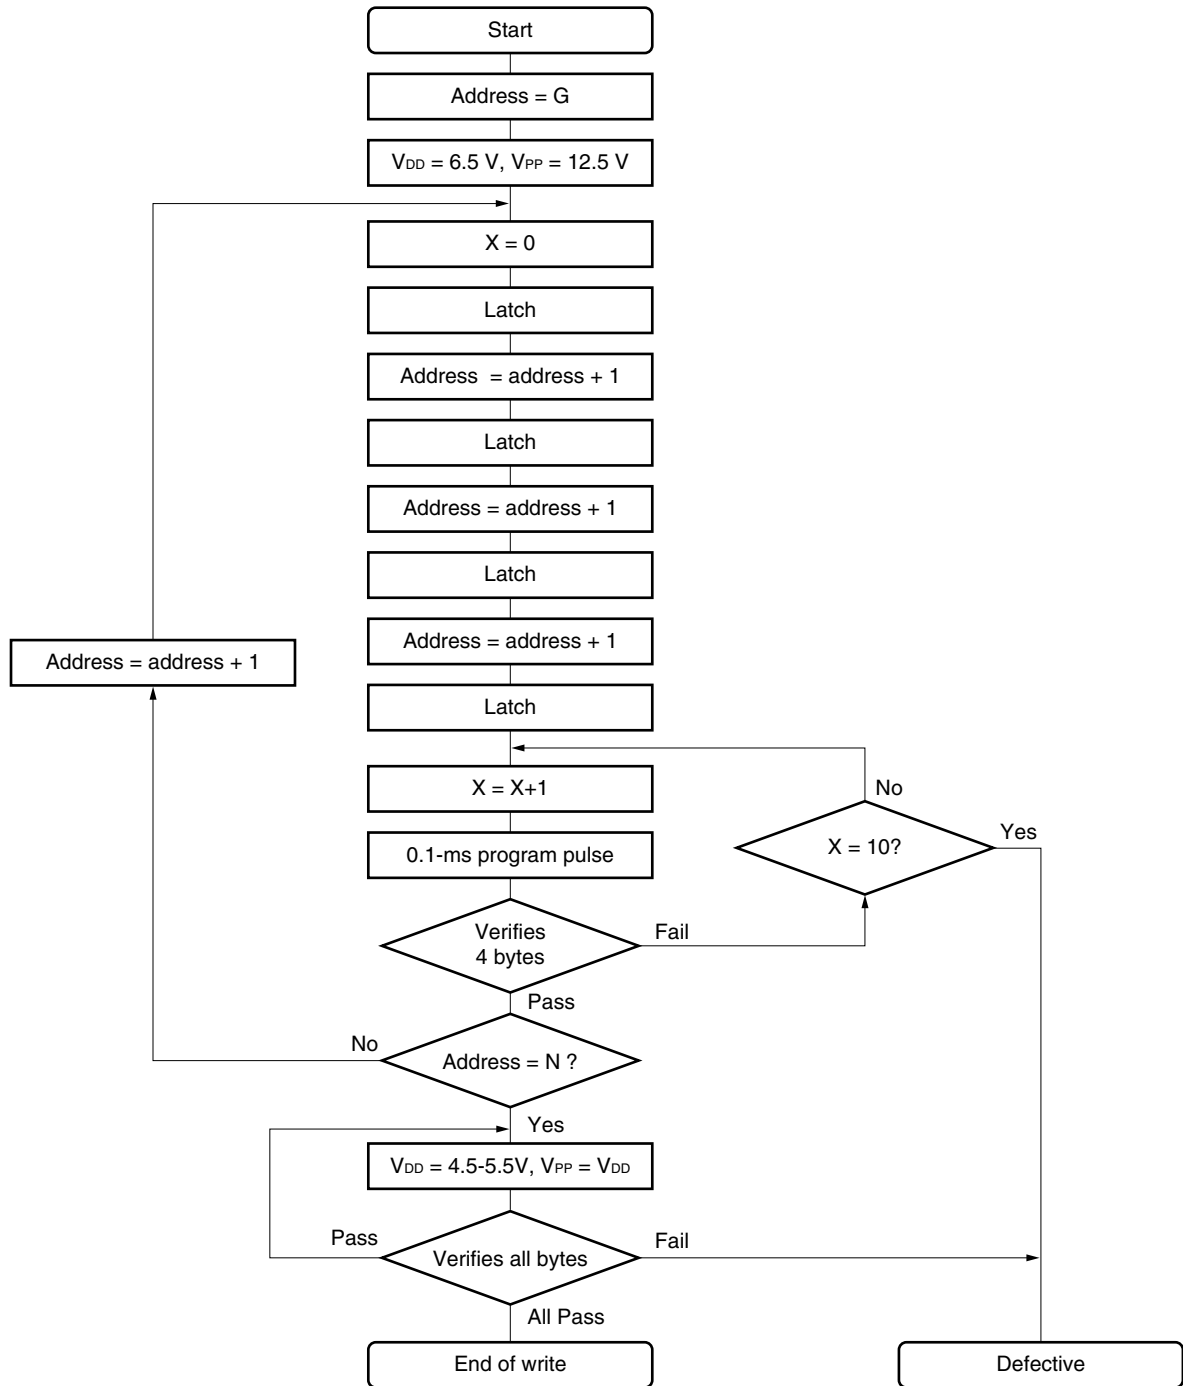 Start
Address = G
VDD = 6.5 V, VPP = 12.5 V
X = 0
Latch
Address = address + 1
Latch
Address = address + 1
Latch
Address = address + 1
Address = address + 1
Latch
X = X+1
No
X = 10?
Yes
0.1-ms program pulse
Verifies
4 bytes
Fail
Pass
No
Address = N ?
Yes
VDD = 4.5-5.5V, VPP = VDD
Pass
Verifies all bytes
Fail
All Pass
End of write
Defective